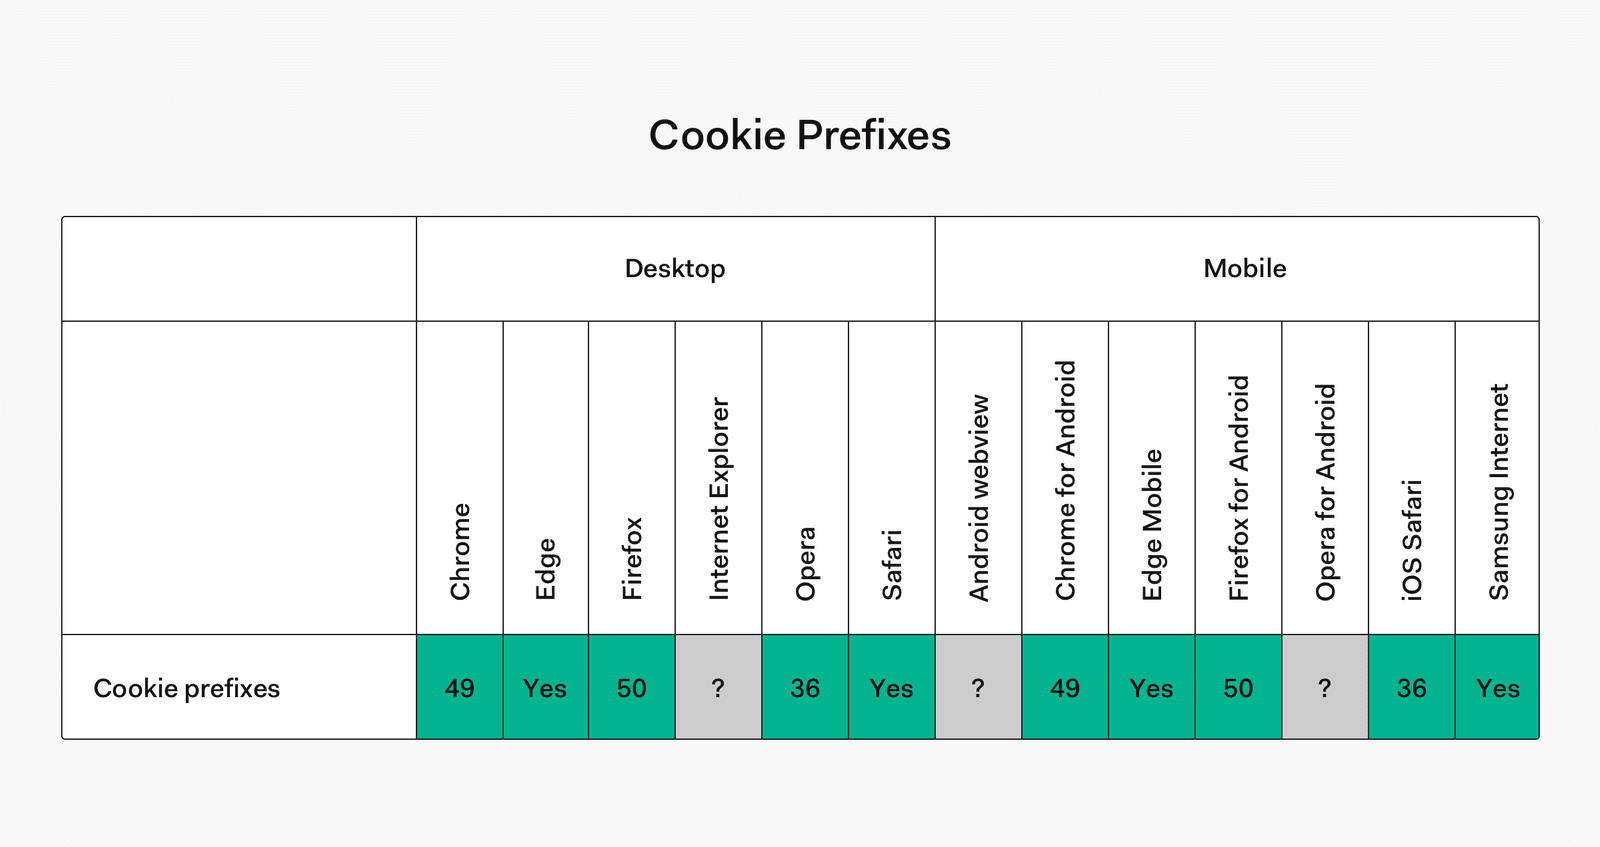 Cookie Prefixes
Desktop
Mobile
Chrome
Edge
Firefox
Internet Explorer
Opera
Safari
Android webview
Chrome for Android
Edge Mobile
Firefox for Android
Opera for Android
iOS Safari
Samsung Internet
Cookie prefixes 49 Yes 50 ? 36 Yes ? 49 Yes 50 ? 36 Yes